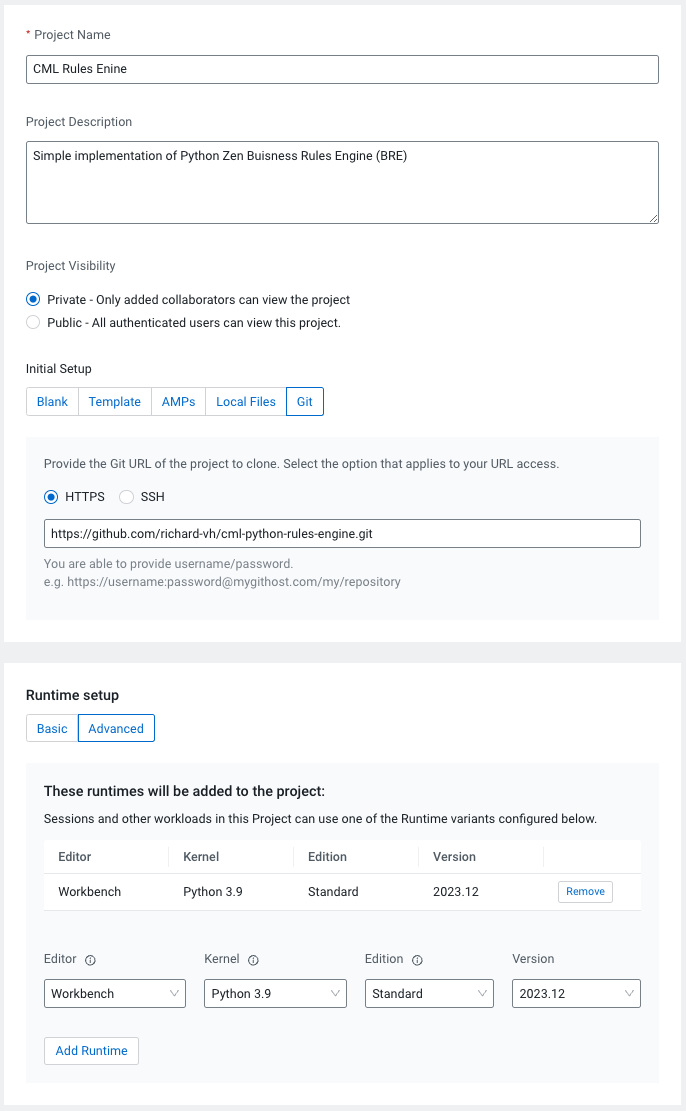 * Project Name
CML Rules Enine
Project Description
Simple implementation of Python Zen Buisness Rules Engine (BRE)
Project Visibility
Private - Only added collaborators can view the project
Public - All authenticated users can view this project.
Initial Setup
Blank Template AMPs Local Files Git
Provide the Git URL of the project to clone. Select the option that applies to your URL access.
HTTPS SSH
https://github.com/richard-vh/cml-python-rules-engine.git
You are able to provide username/password.
e.g. https://username:password@mygithost.com/my/repository
Runtime setup
Basic Advanced
These runtimes will be added to the project:
Sessions and other workloads in this Project can use one of the Runtime variants configured below.
Editor Kernel Edition Version
Workbench Python 3.9 Standard 2023.12 Remove
Editor Kernel Edition Version
Workbench Python 3.9 Standard 2023.12
Add Runtime